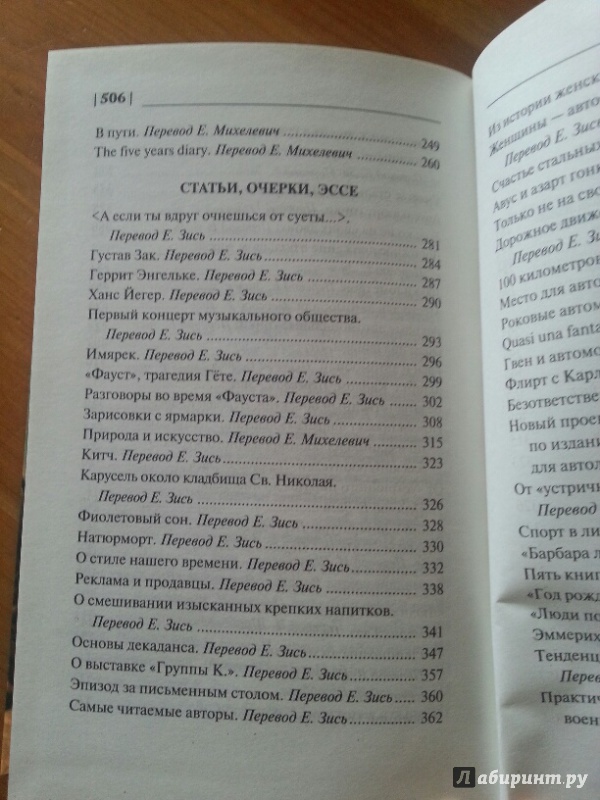 | 506 |
В пути. Перевод Е. Михелевич ........ 249
The five years diary. Перевод Е. Михелевич ........ 260
СТАТЬИ, ОЧЕРКИ, ЭССЕ
<А если ты вдруг очнешься от суеты...>.
Перевод Е. Зись ........ 281
Густав Зак. Перевод Е. Зись ........ 284
Геррит Энгельке. Перевод Е. Зись ........ 287
Ханс Йегер. Перевод Е. Зись ........ 290
Первый концерт музыкального общества.
Перевод Е. Зись ........ 293
Имярек. Перевод Е. Зись ........ 296
«Фауст», трагедия Гёте. Перевод Е. Зись ........ 299
Разговоры во время «Фауста». Перевод Е. Зись ........ 302
Зарисовки с ярмарки. Перевод Е. Зись ........ 308
Природа и искусство. Перевод Е. Михелевич ........ 315
Китч. Перевод Е. Зись ........ 323
Карусель около кладбища Св. Николая.
Перевод Е. Зись ........ 326
Фиолетовый сон. Перевод Е. Зись ........ 328
Натюрморт. Перевод Е. Зись ........ 330
О стиле нашего времени. Перевод Е. Зись ........ 332
Реклама и продавцы. Перевод Е. Зись ........ 338
О смешивании изысканных крепких напитков.
Перевод Е. Зись ........ 341
Основы декаданса. Перевод Е. Зись ........ 347
О выставке «Группы К.». Перевод Е. Зись ........ 357
Эпизод за письменным столом. Перевод Е. Зись ..... 360
Самые читаемые авторы. Перевод Е. Зись ........ 362
Из истории женск
Женщины — авто
Перевод Е. Зис
Счастье стальных
Авус и азарт гонк
Только не на сво
Дорожное движ
Перевод Е. Зи
100 километров
Место для авто
Роковые автом
Quasi una fanta
Гвен и автомо
Флирт с Карл
Безответстве
Новый проек
по издани
для автол
От «устрич
Перевод
Спорт в ли
«Барбара л
Пять книг
«Год рожд
«Люди по
Эммерих
Тенденц
Перев
Практич
воен
лабиринт.ру